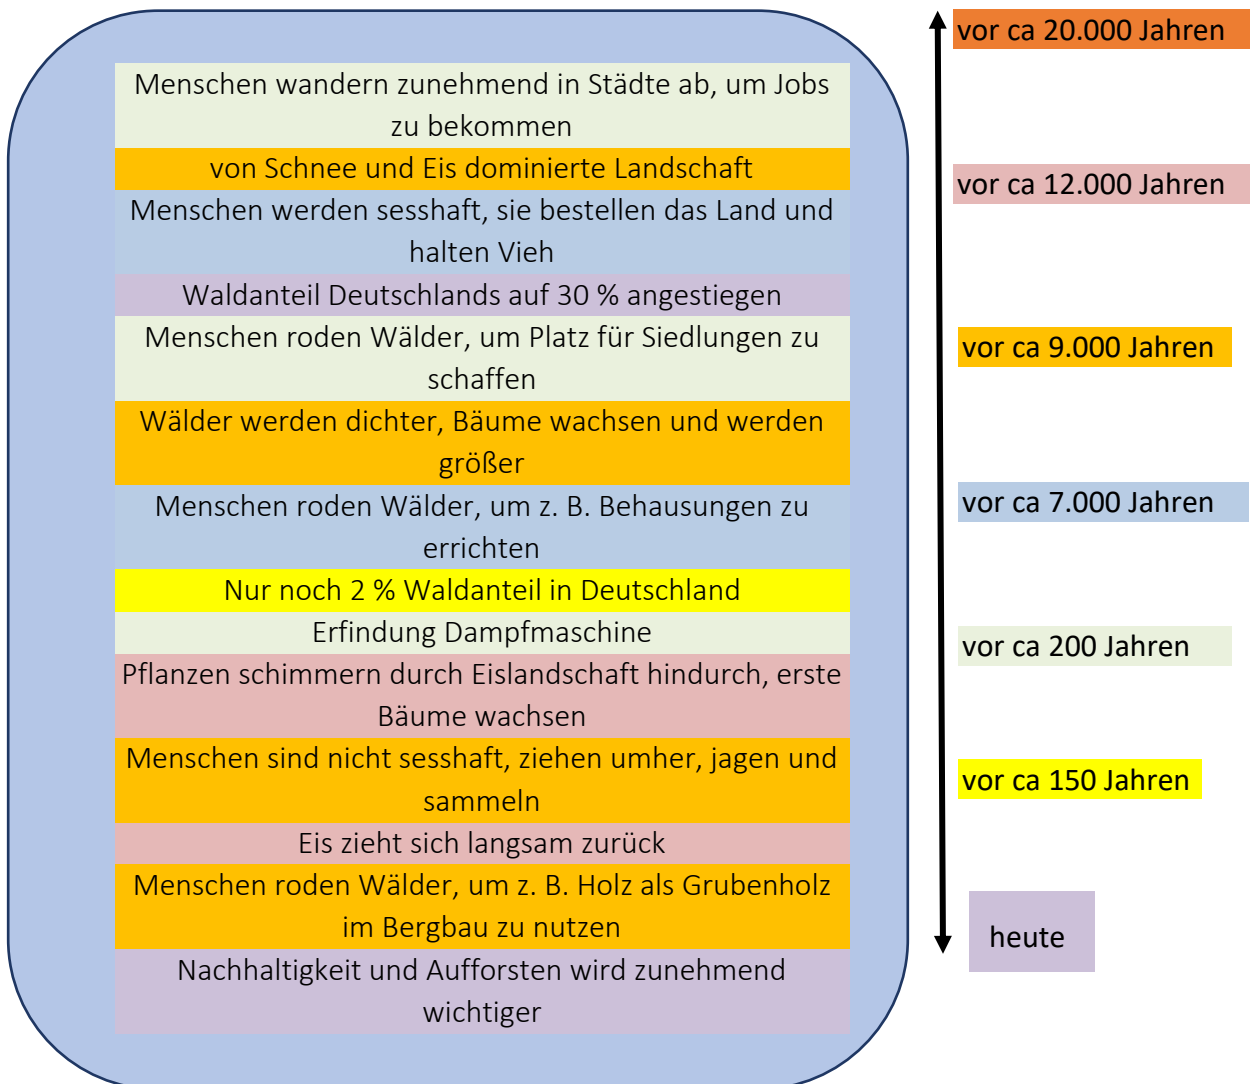 Menschen wandern zunehmend in Städte ab, um Jobs
zu bekommen
von Schnee und Eis dominierte Landschaft
Menschen werden sesshaft, sie bestellen das Land und
halten Vieh
Waldanteil Deutschlands auf 30 % angestiegen
Menschen roden Wälder, um Platz für Siedlungen zu
schaffen
Wälder werden dichter, Bäume wachsen und werden
größer
Menschen roden Wälder, um z. B. Behausungen zu
errichten
Nur noch 2 % Waldanteil in Deutschland
Erfindung Dampfmaschine
Pflanzen schimmern durch Eislandschaft hindurch, erste
Bäume wachsen
Menschen sind nicht sesshaft, ziehen umher, jagen und
sammeln
Eis zieht sich langsam zurück
Menschen roden Wälder, um z. B. Holz als Grubenholz
im Bergbau zu nutzen
Nachhaltigkeit und Aufforsten wird zunehmend
wichtiger
vor ca 20.000 Jahren
vor ca 12.000 Jahren
vor ca 9.000 Jahren
vor ca 7.000 Jahren
vor ca 200 Jahren
vor ca 150 Jahren
heute